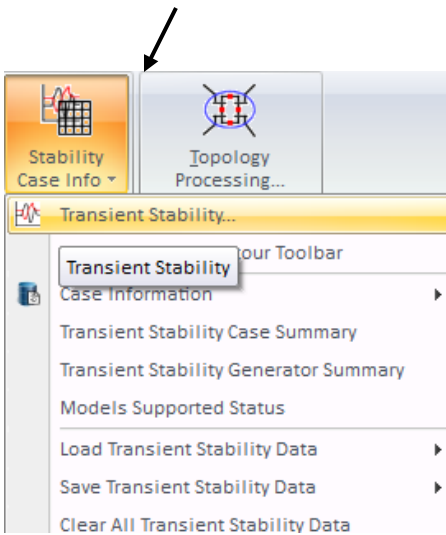 Stability
Case Info
Topology
Processing...
Transient Stability...
our Toolbar
Transient Stability
Case Information
Transient Stability Case Summary
Transient Stability Generator Summary
Models Supported Status
Load Transient Stability Data
Save Transient Stability Data
Clear All Transient Stability Data